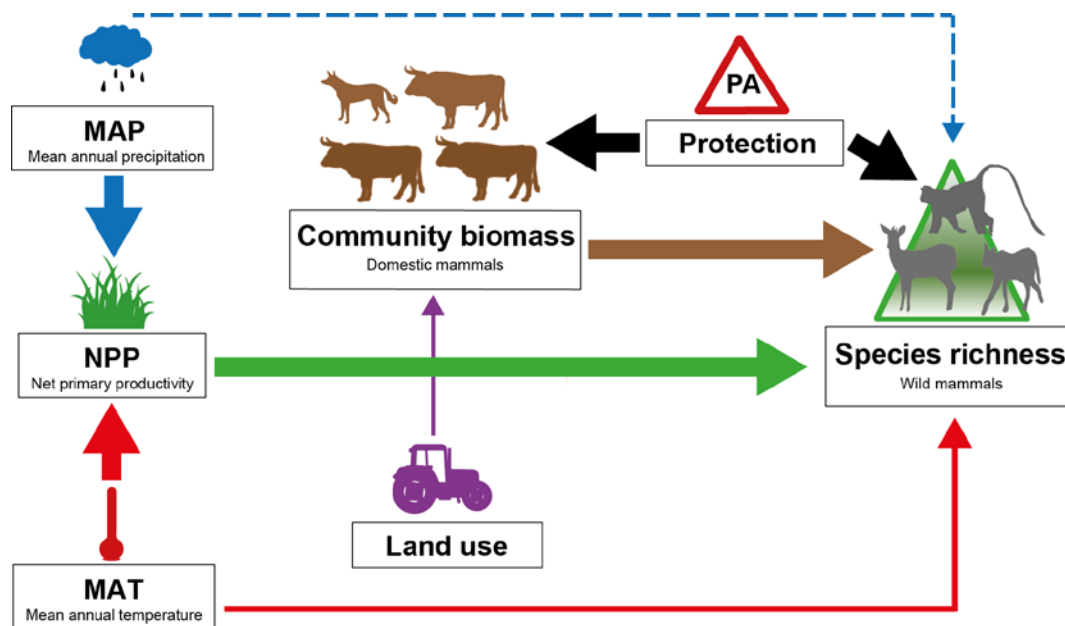 PA
MAP
Mean annual precipitation
Protection
Community biomass
Domestic mammals
NPP
Net primary productivity
Species richness
Wild mammals
Land use
MAT
Mean annual temperature